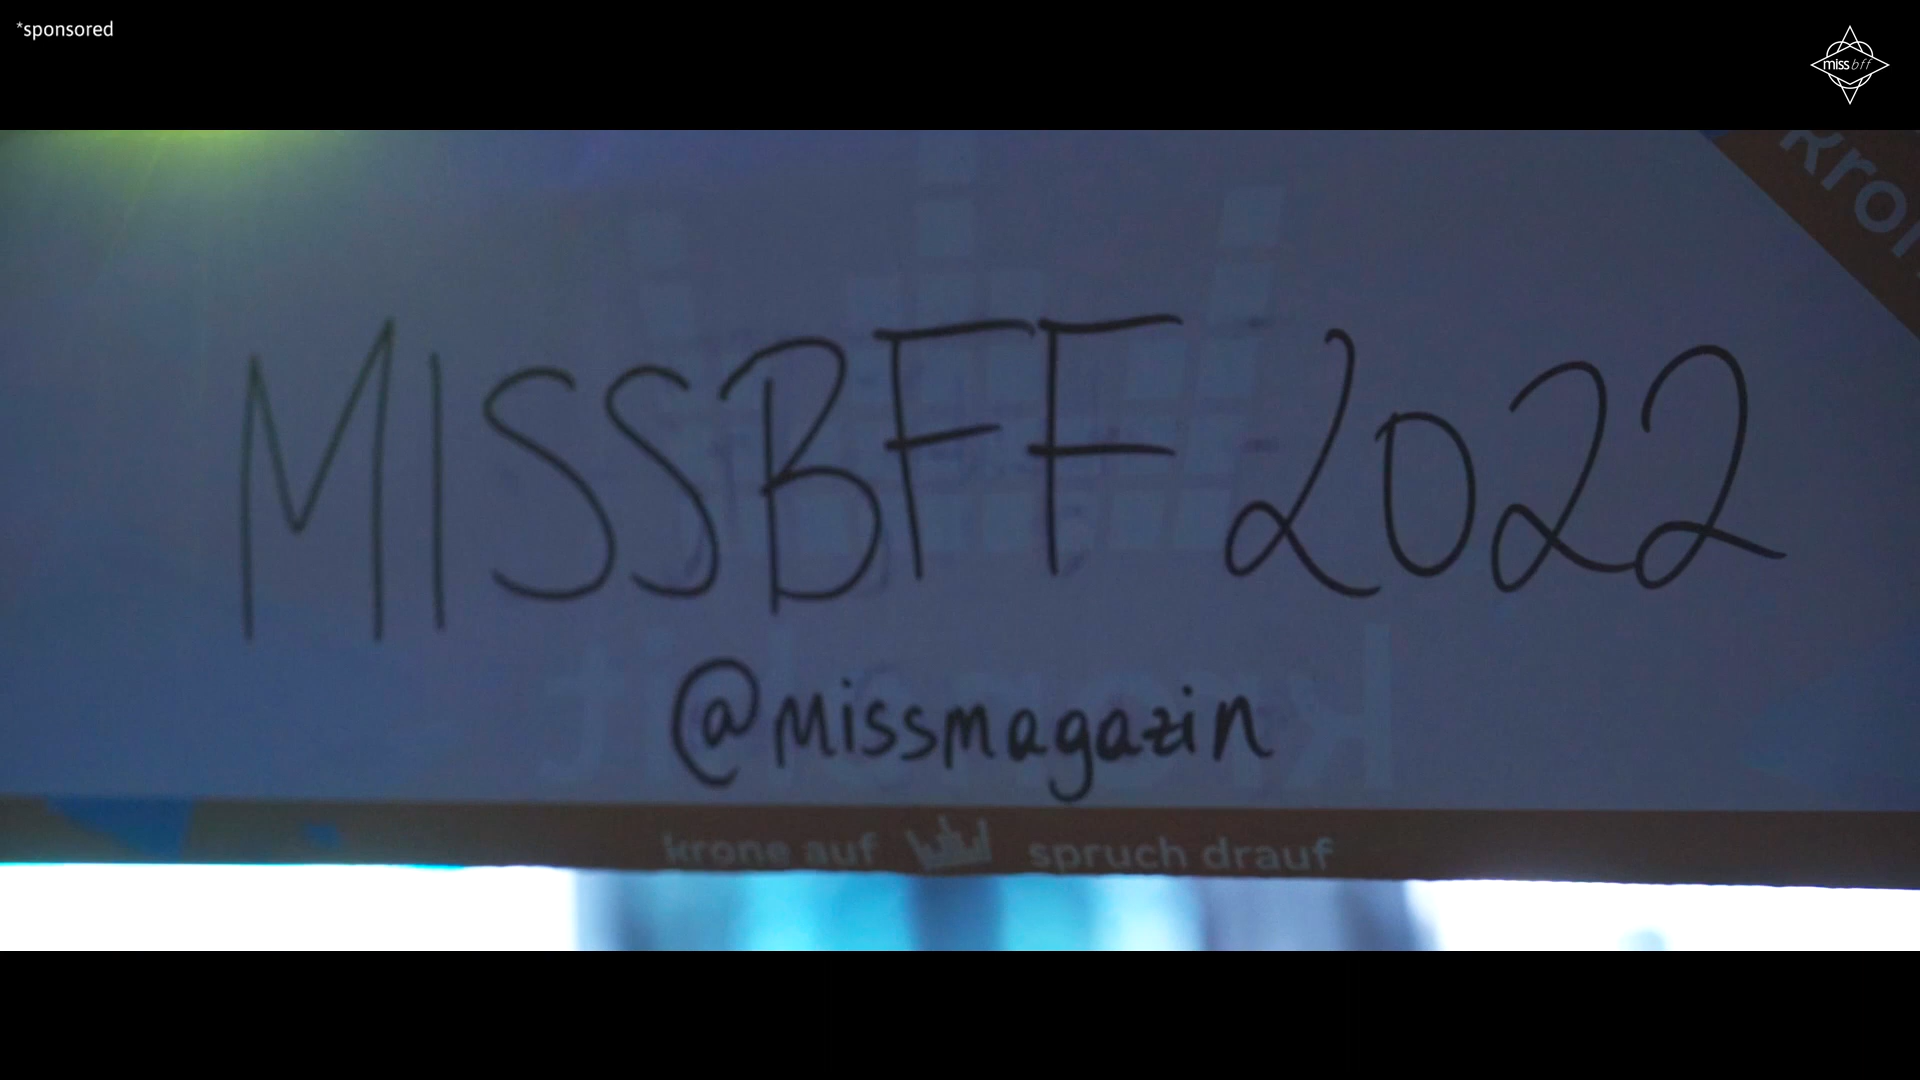 *sponsored
miss bff
MISSBFF 2022
@missmagazin
krone auf spruch drauf